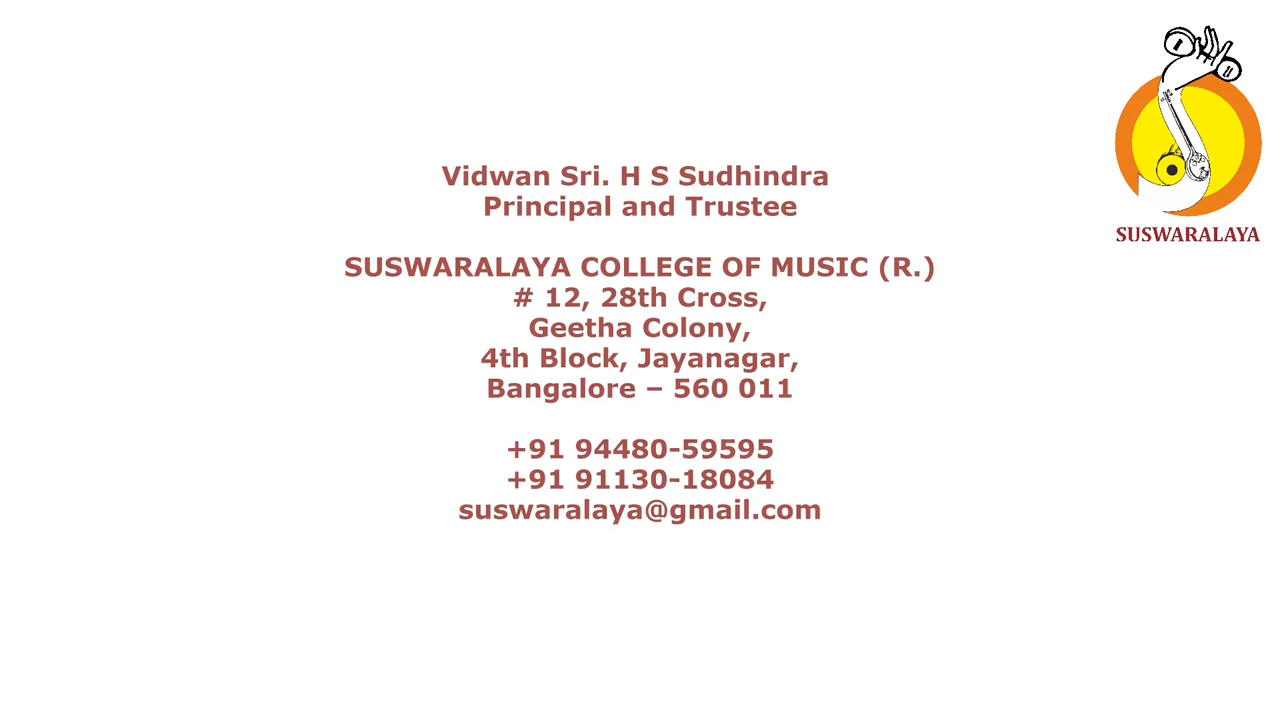 Vidwan Sri. H S Sudhindra
Principal and Trustee
SUSWARALAYA COLLEGE OF MUSIC (R.)
# 12, 28th Cross,
Geetha Colony,
4th Block, Jayanagar,
Bangalore – 560 011
+91 94480-59595
+91 91130-18084
suswaralaya@gmail.com
SUSWARALAYA